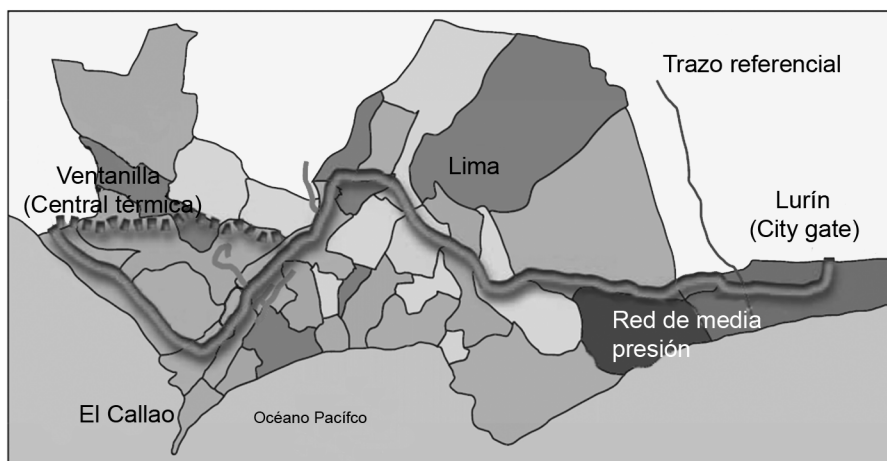 Trazo referencial
Lima
Ventanilla
(Central térmica)
Lurín
(City gate)
Red de media
presión
El Callao
Océano Pacífco